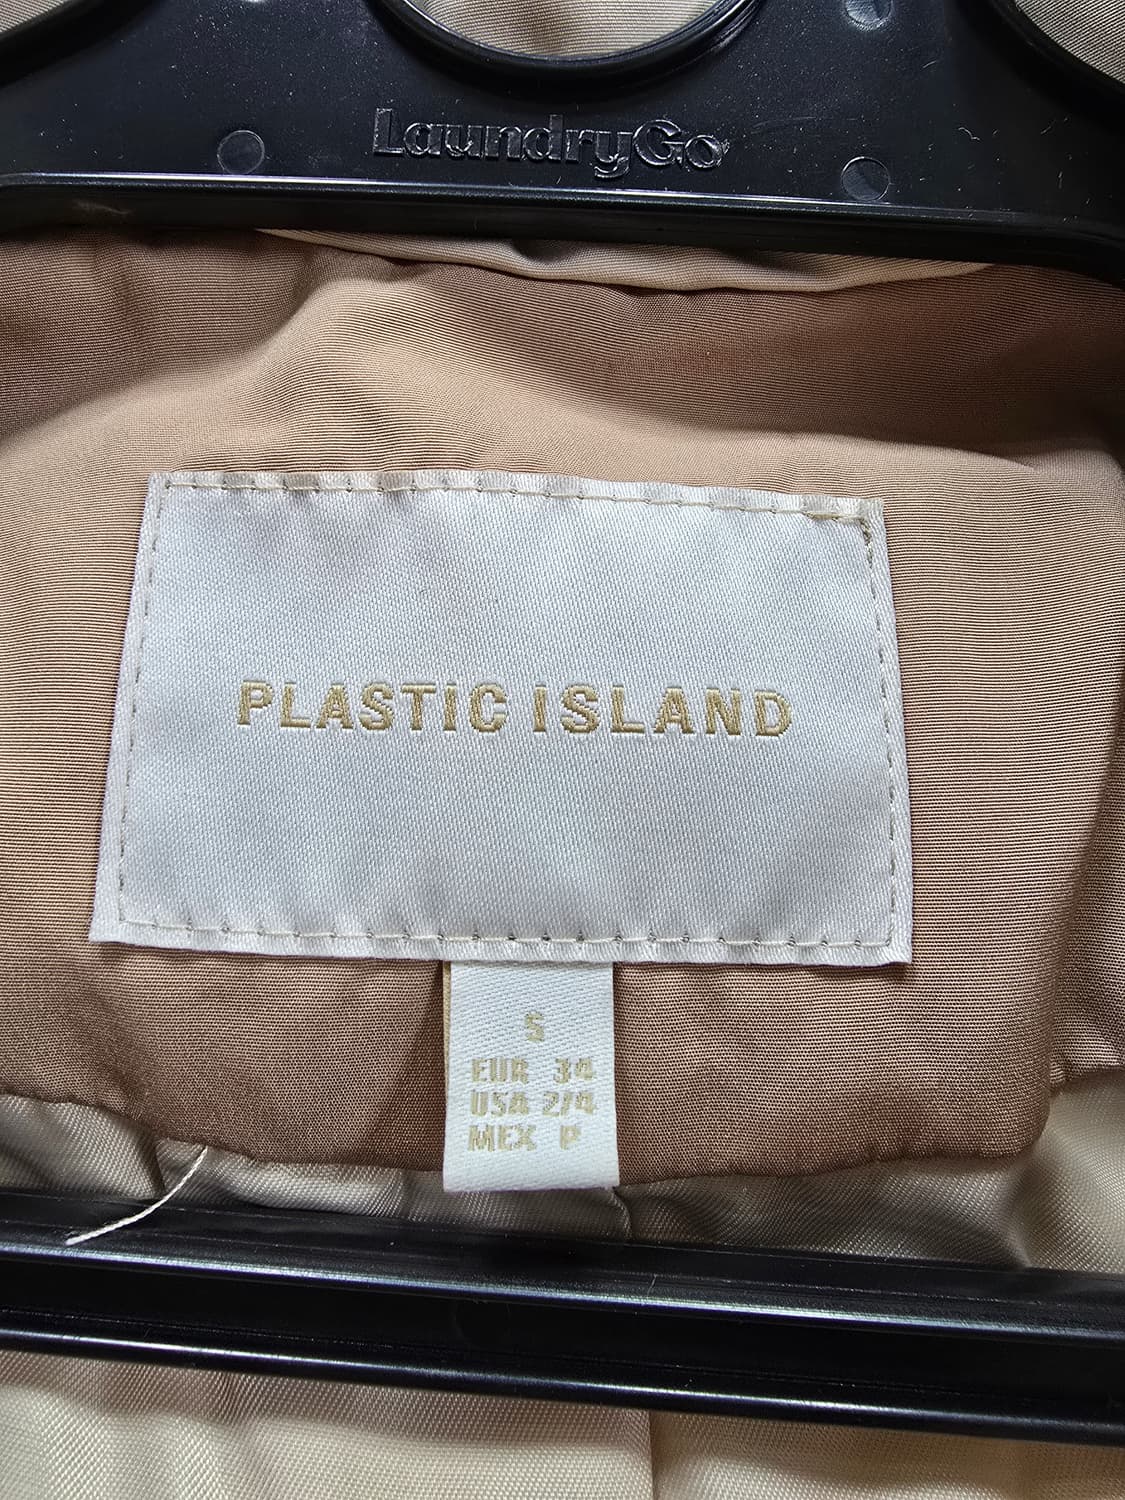 LaundryGo
PLASTIC ISLAND
S
EUR 34
USA 2/4
MEX P